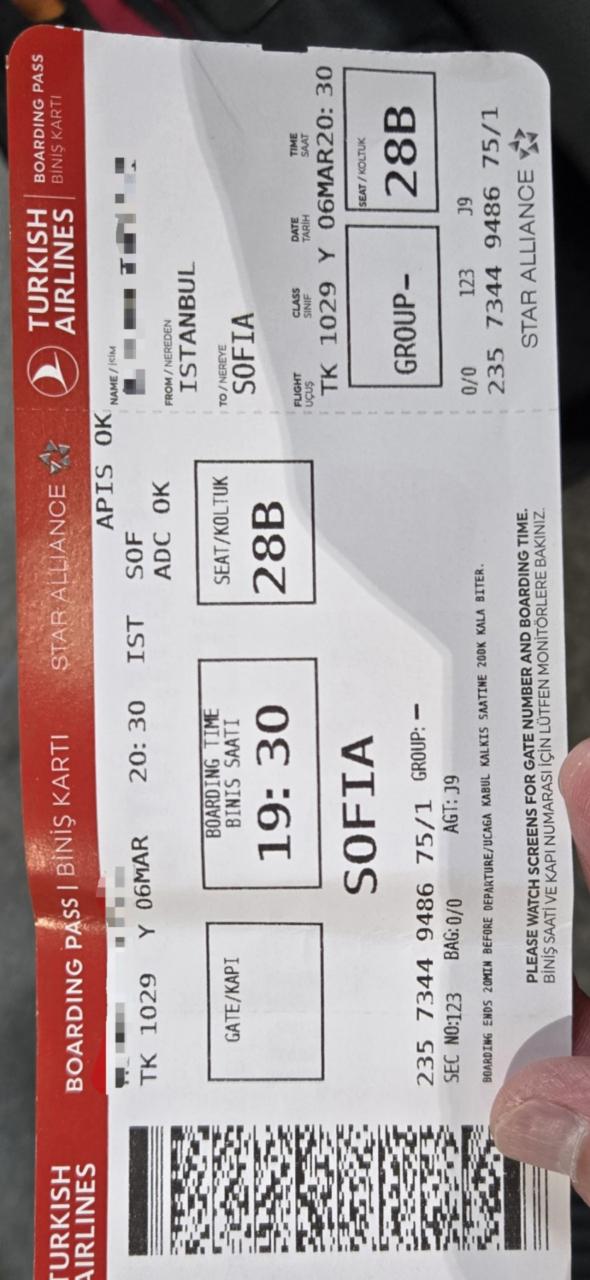 TURKISH
AIRLINES
BOARDING PASS | BİNİŞ KARTI
STAR ALLIANCE
APIS OK
TK 1029 Y 06MAR 20:30 IST SOF
ADC OK
GATE/KAPI
BOARDING TIME
BINIS SAATI
19:30
SEAT/KOLTUK
28B
SOFIA
235 7344 9486 75/1 GROUP:–
SEC NO:123 BAG:0/0 AGT:J9
BOARDING ENDS 20MIN BEFORE DEPARTURE/UCAGA KABUL KALKIS SAATINE 20DK KALA BITER.
PLEASE WATCH SCREENS FOR GATE NUMBER AND BOARDING TIME.
BİNİŞ SAATİ VE KAPI NUMARASI İÇİN LÜTFEN MONİTÖRLERE BAKINIZ.
TURKISH
AIRLINES
BOARDING PASS
BİNİŞ KARTI
NAME / İSİM
FROM / NEREDEN
ISTANBUL
TO / NEREYE
SOFIA
FLIGHT CLASS DATE TIME
UÇUŞ SINIF TARİH SAAT
TK 1029 Y 06MAR20:30
GROUP–
SEAT / KOLTUK
28B
0/0 123 J9
235 7344 9486 75/1
STAR ALLIANCE